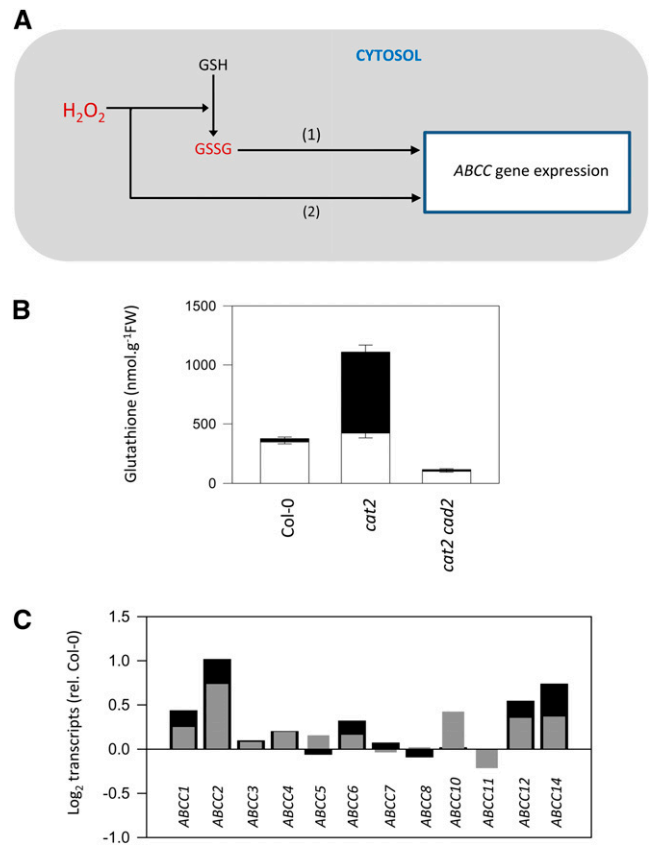 A
CYTOSOL
GSH
H₂O₂
GSSG
(1)
(2)
ABCC gene expression
B
Glutathione (nmol.g⁻¹FW)
1500
1000
500
0
Col-0
cat2
cat2 cad2
C
Log₂ transcripts (rel. Col-0)
1.5
1.0
0.5
0.0
-0.5
-1.0
ABCC1
ABCC2
ABCC3
ABCC4
ABCC5
ABCC6
ABCC7
ABCC8
ABCC10
ABCC11
ABCC12
ABCC14